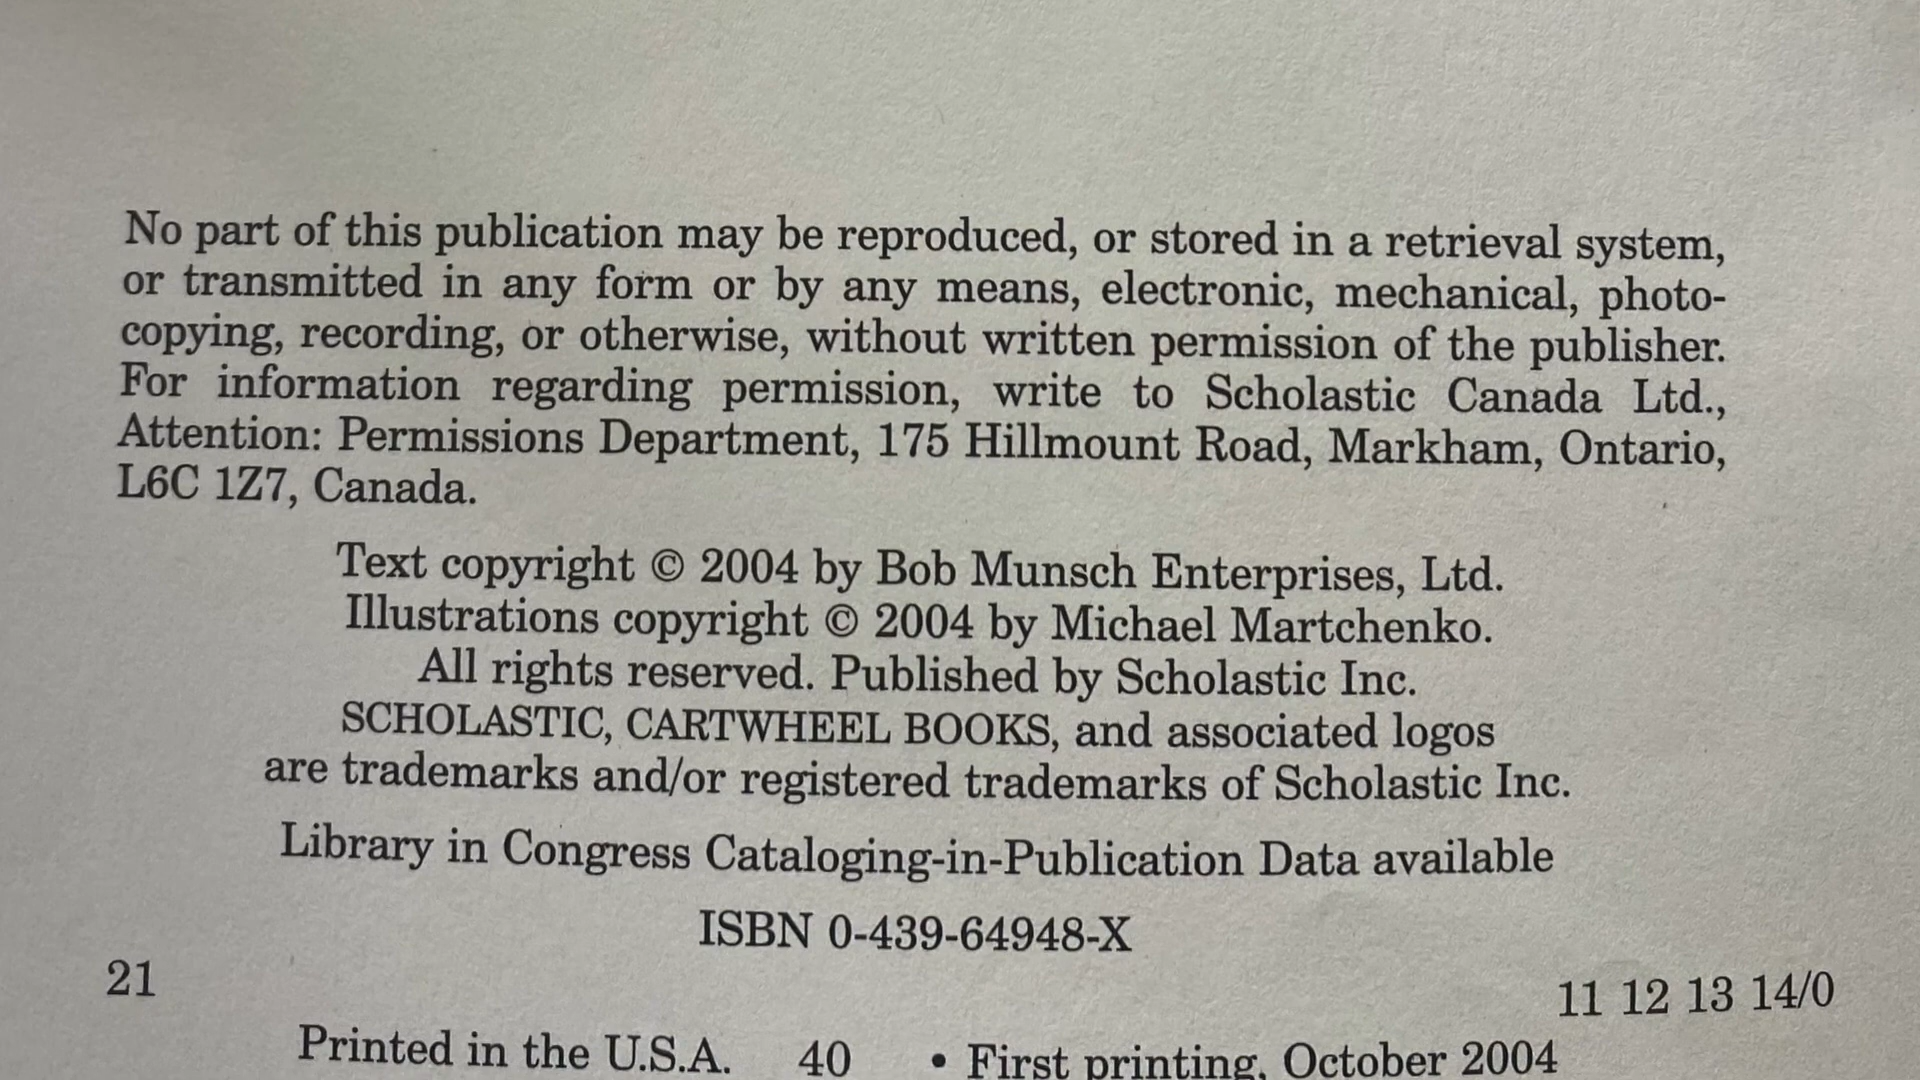 No part of this publication may be reproduced, or stored in a retrieval system,
or transmitted in any form or by any means, electronic, mechanical, photo-
copying, recording, or otherwise, without written permission of the publisher.
For information regarding permission, write to Scholastic Canada Ltd.,
Attention: Permissions Department, 175 Hillmount Road, Markham, Ontario,
L6C 1Z7, Canada.
Text copyright © 2004 by Bob Munsch Enterprises, Ltd.
Illustrations copyright © 2004 by Michael Martchenko.
All rights reserved. Published by Scholastic Inc.
SCHOLASTIC, CARTWHEEL BOOKS, and associated logos
are trademarks and/or registered trademarks of Scholastic Inc.
Library in Congress Cataloging-in-Publication Data available
ISBN 0-439-64948-X
21 11 12 13 14/0
Printed in the U.S.A. 40 • First printing, October 2004